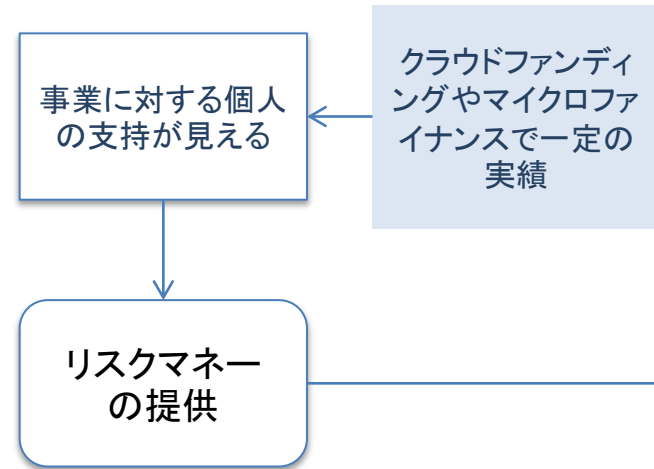 事業に対する個人
の支持が見える
クラウドファンディ
ングやマイクロファ
イナンスで一定の
実績
リスクマネー
の提供